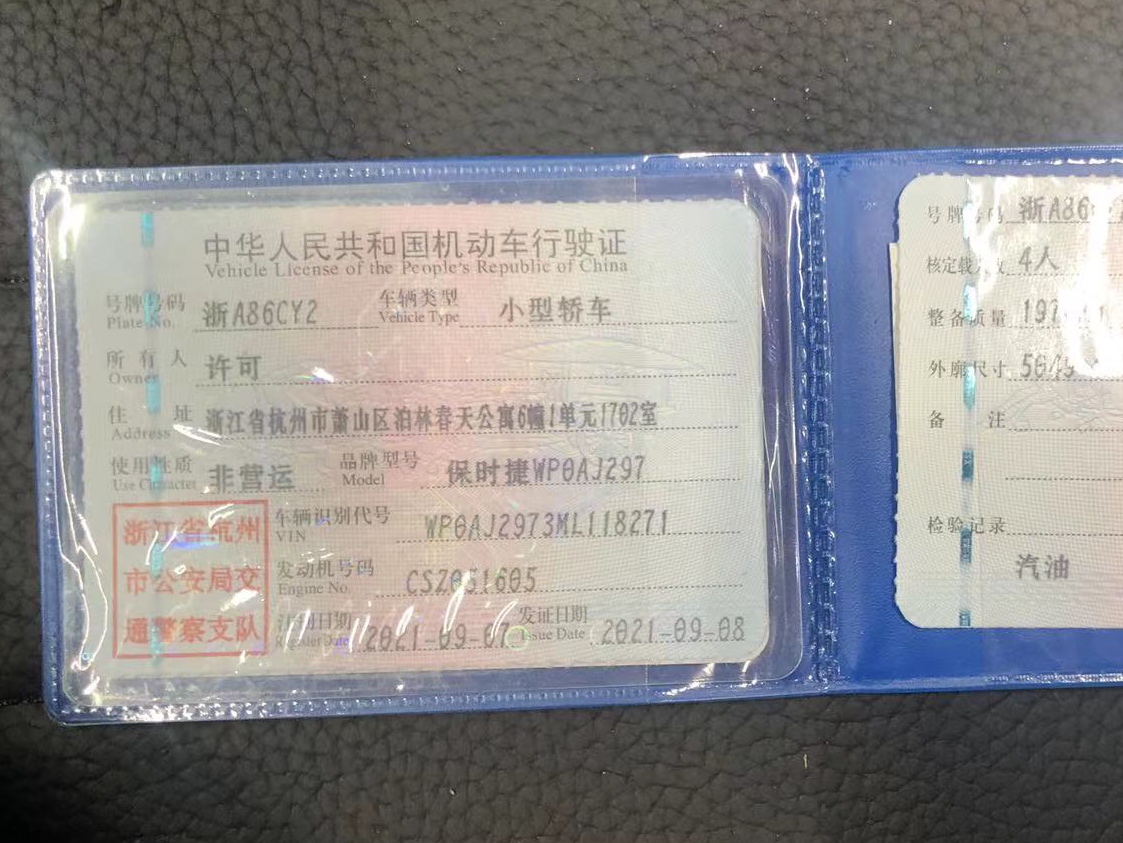 中华人民共和国机动车行驶证
Vehicle License of the People's Republic of China
号牌号码 浙A86CY2 车辆类型 小型轿车
Plate No. Vehicle Type
所有人 许可
Owner
住址 浙江省杭州市萧山区泊林春天公寓6幢1单元1702室
Address
使用性质 非营运 品牌型号 保时捷WP0AJ297
Use Character Model
车辆识别代号 WP0AJ2973ML118271
VIN
发动机号码 CSZ051605
Engine No.
注册日期 2021-09-07 发证日期 2021-09-08
Register Date Issue Date
浙江省杭州
市公安局交
通警察支队
号牌号码 浙A86
核定载人数 4人
整备质量 197
外廓尺寸 5049
备注
检验记录
汽油